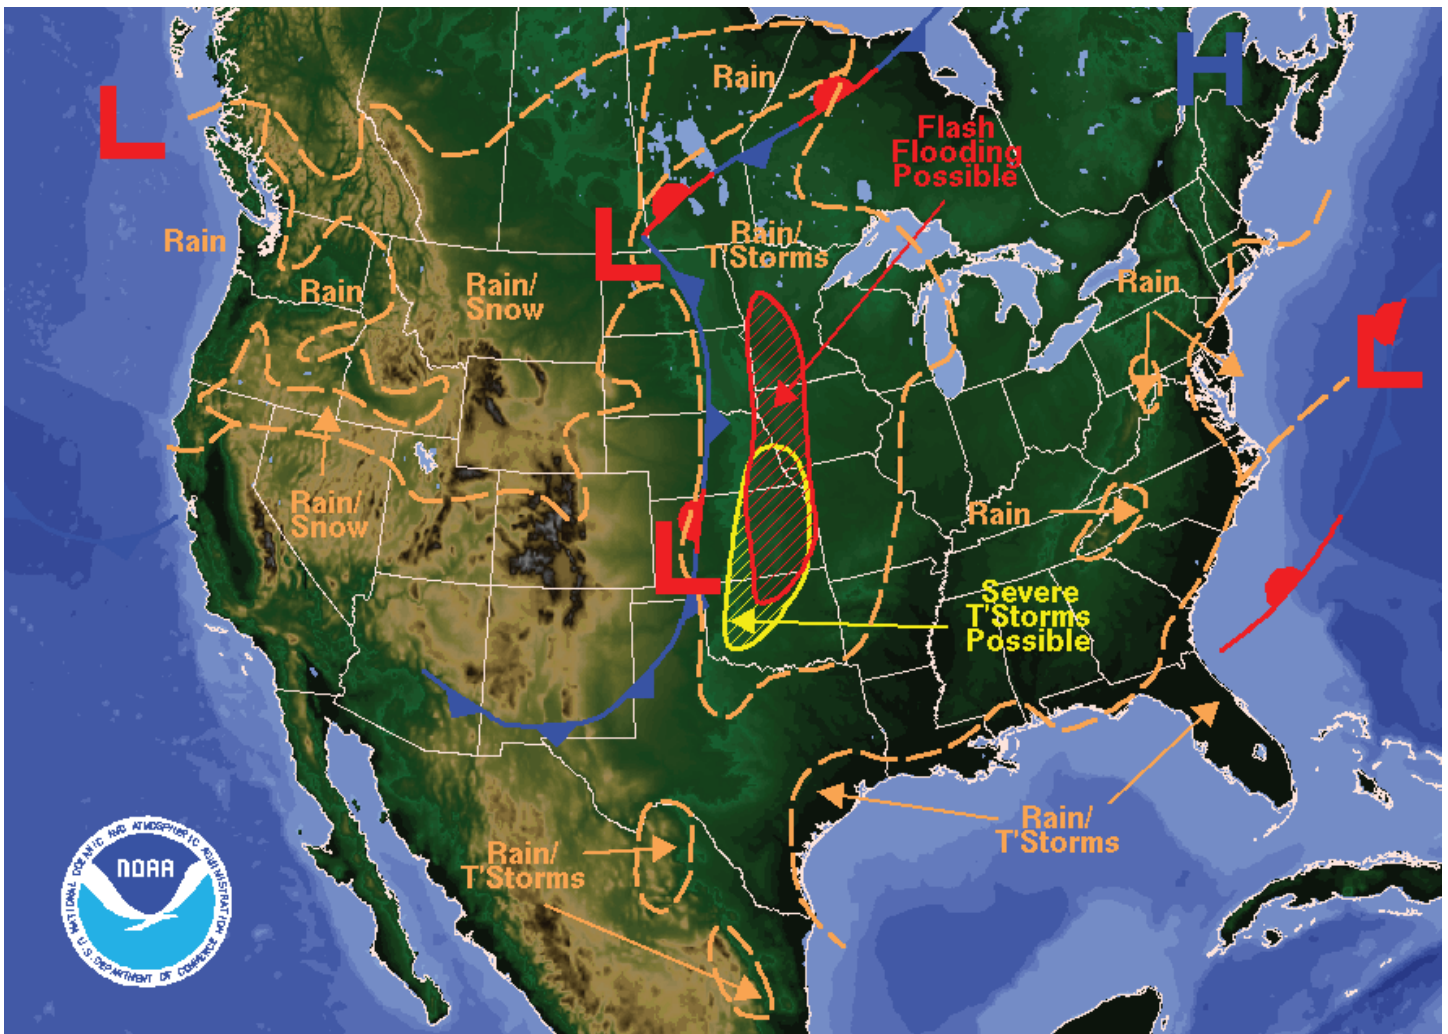 H
L
Rain
Flash
Flooding
Possible
Rain
L
Rain/
T'Storms
Rain
Rain
Rain/
Snow
L
Rain/
Snow
Rain
L
Severe
T'Storms
Possible
Rain/
T'Storms
Rain/
T'Storms
NATIONAL OCEANIC AND ATMOSPHERIC ADMINISTRATION
NOAA
U.S. DEPARTMENT OF COMMERCE